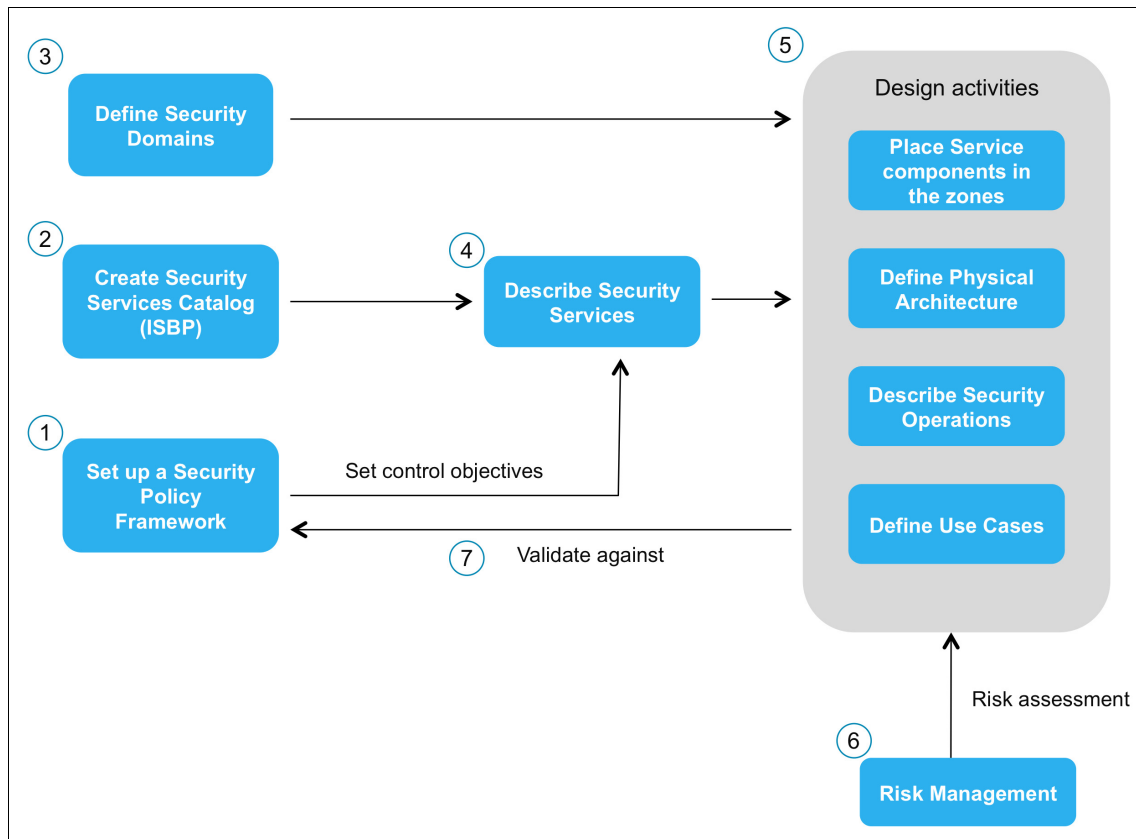 3
Define Security
Domains
5
Design activities
Place Service
components in
the zones
2
Create Security
Services Catalog
(ISBP)
4
Describe Security
Services
Define Physical
Architecture
Describe Security
Operations
1
Set up a Security
Policy
Framework
Set control objectives
Define Use Cases
7
Validate against
Risk assessment
6
Risk Management